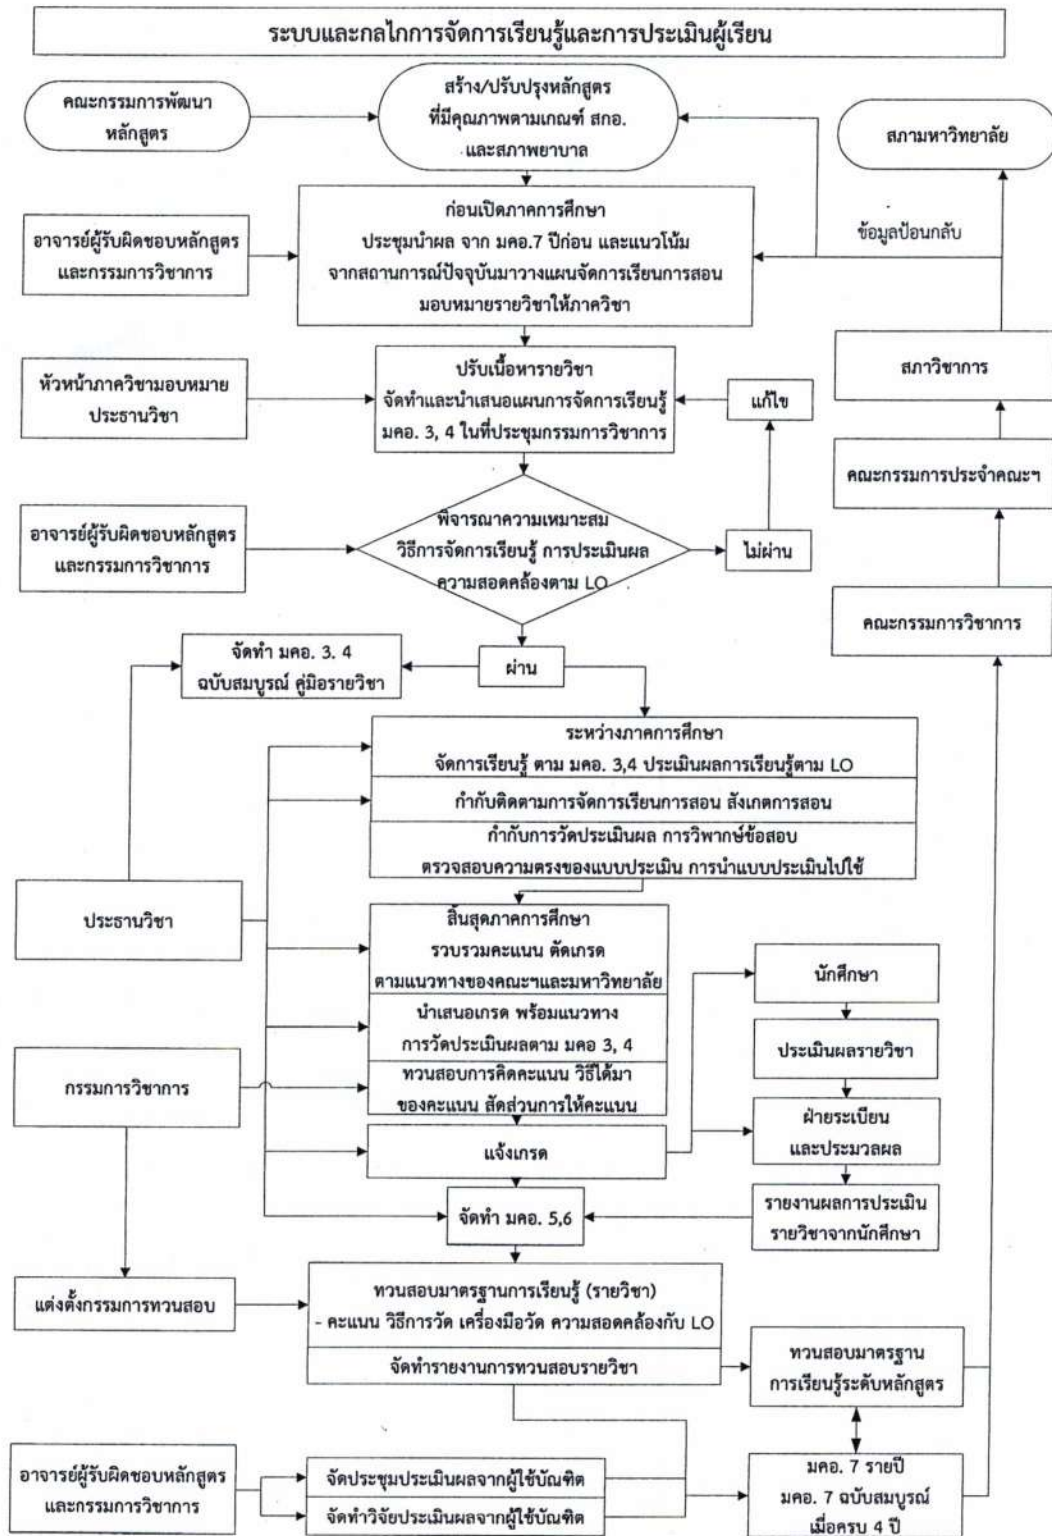 ระบบและกลไกการจัดการเรียนรู้และการประเมินผู้เรียน
คณะกรรมการพัฒนา
หลักสูตร
สร้าง/ปรับปรุงหลักสูตร
ที่มีคุณภาพตามเกณฑ์ สกอ.
และสภาพยาบาล
สภามหาวิทยาลัย
อาจารย์ผู้รับผิดชอบหลักสูตร
และกรรมการวิชาการ
ก่อนเปิดภาคการศึกษา
ประชุมนำผล จาก มคอ.7 ปีก่อน และแนวโน้ม
จากสถานการณ์ปัจจุบันมาวางแผนจัดการเรียนการสอน
มอบหมายรายวิชาให้ภาควิชา
ข้อมูลป้อนกลับ
หัวหน้าภาควิชามอบหมาย
ประธานวิชา
ปรับเนื้อหารายวิชา
จัดทำและนำเสนอแผนการจัดการเรียนรู้
มคอ. 3, 4 ในที่ประชุมกรรมการวิชาการ
แก้ไข
สภาวิชาการ
คณะกรรมการประจำคณะฯ
อาจารย์ผู้รับผิดชอบหลักสูตร
และกรรมการวิชาการ
พิจารณาความเหมาะสม
วิธีการจัดการเรียนรู้ การประเมินผล
ความสอดคล้องตาม LO
ไม่ผ่าน
คณะกรรมการวิชาการ
จัดทำ มคอ. 3. 4
ฉบับสมบูรณ์ คู่มือรายวิชา
ผ่าน
ระหว่างภาคการศึกษา
จัดการเรียนรู้ ตาม มคอ. 3,4 ประเมินผลการเรียนรู้ตาม LO
กำกับติดตามการจัดการเรียนการสอน สังเกตการสอน
กำกับการวัดประเมินผล การวิพากษ์ข้อสอบ
ตรวจสอบความตรงของแบบประเมิน การนำแบบประเมินไปใช้
ประธานวิชา
สิ้นสุดภาคการศึกษา
รวบรวมคะแนน ตัดเกรด
ตามแนวทางของคณะฯและมหาวิทยาลัย
นำเสนอเกรด พร้อมแนวทาง
การวัดประเมินผลตาม มคอ 3, 4
นักศึกษา
ประเมินผลรายวิชา
กรรมการวิชาการ
ทวนสอบการคิดคะแนน วิธีได้มา
ของคะแนน สัดส่วนการให้คะแนน
ฝ่ายระเบียน
และประมวลผล
แจ้งเกรด
จัดทำ มคอ. 5,6
รายงานผลการประเมิน
รายวิชาจากนักศึกษา
แต่งตั้งกรรมการทวนสอบ
ทวนสอบมาตรฐานการเรียนรู้ (รายวิชา)
- คะแนน วิธีการวัด เครื่องมือวัด ความสอดคล้องกับ LO
จัดทำรายงานการทวนสอบรายวิชา
ทวนสอบมาตรฐาน
การเรียนรู้ระดับหลักสูตร
อาจารย์ผู้รับผิดชอบหลักสูตร
และกรรมการวิชาการ
จัดประชุมประเมินผลจากผู้ใช้บัณฑิต
จัดทำวิจัยประเมินผลจากผู้ใช้บัณฑิต
มคอ. 7 รายปี
มคอ. 7 ฉบับสมบูรณ์
เมื่อครบ 4 ปี